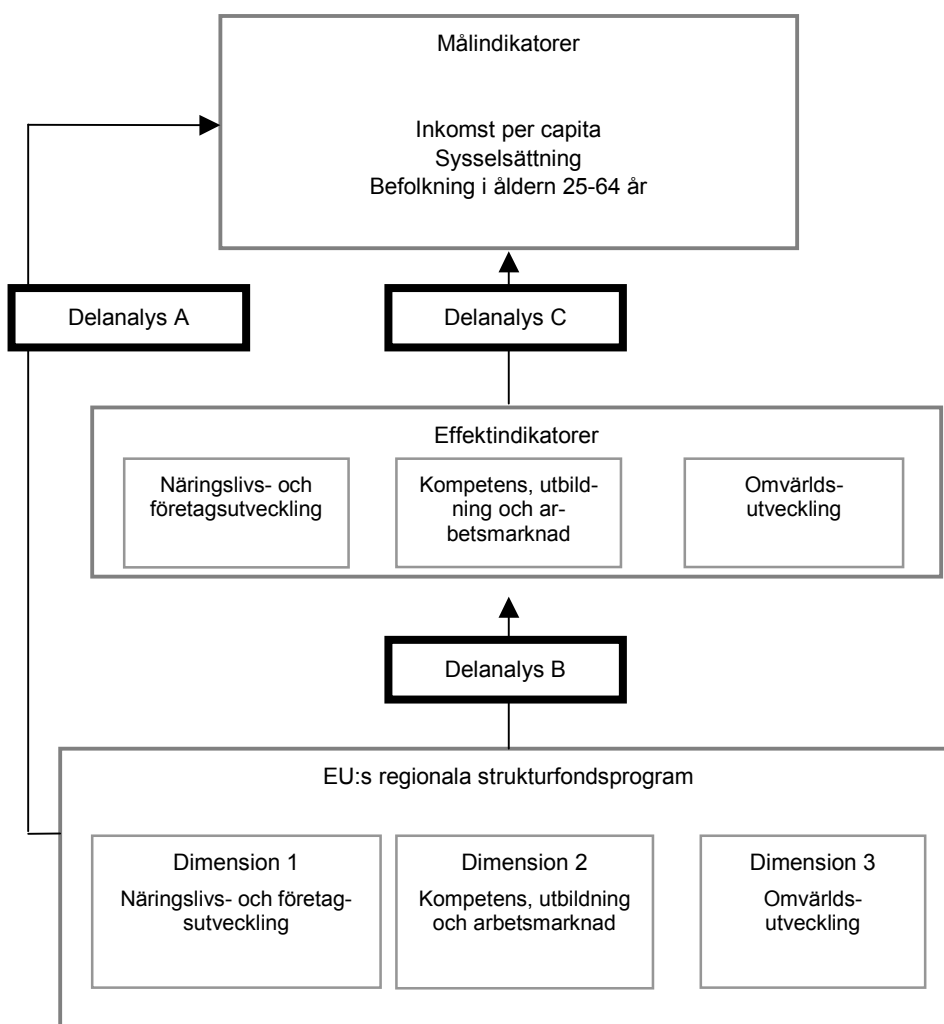 Målindikatorer
Inkomst per capita
Sysselsättning
Befolkning i åldern 25-64 år
Delanalys A
Delanalys C
Effektindikatorer
Näringslivs- och
företagsutveckling
Kompetens, utbild-
ning och ar-
betsmarknad
Omvärlds-
utveckling
Delanalys B
EU:s regionala strukturfondsprogram
Dimension 1
Näringslivs- och företag-
sutveckling
Dimension 2
Kompetens, utbildning
och arbetsmarknad
Dimension 3
Omvärlds-
utveckling